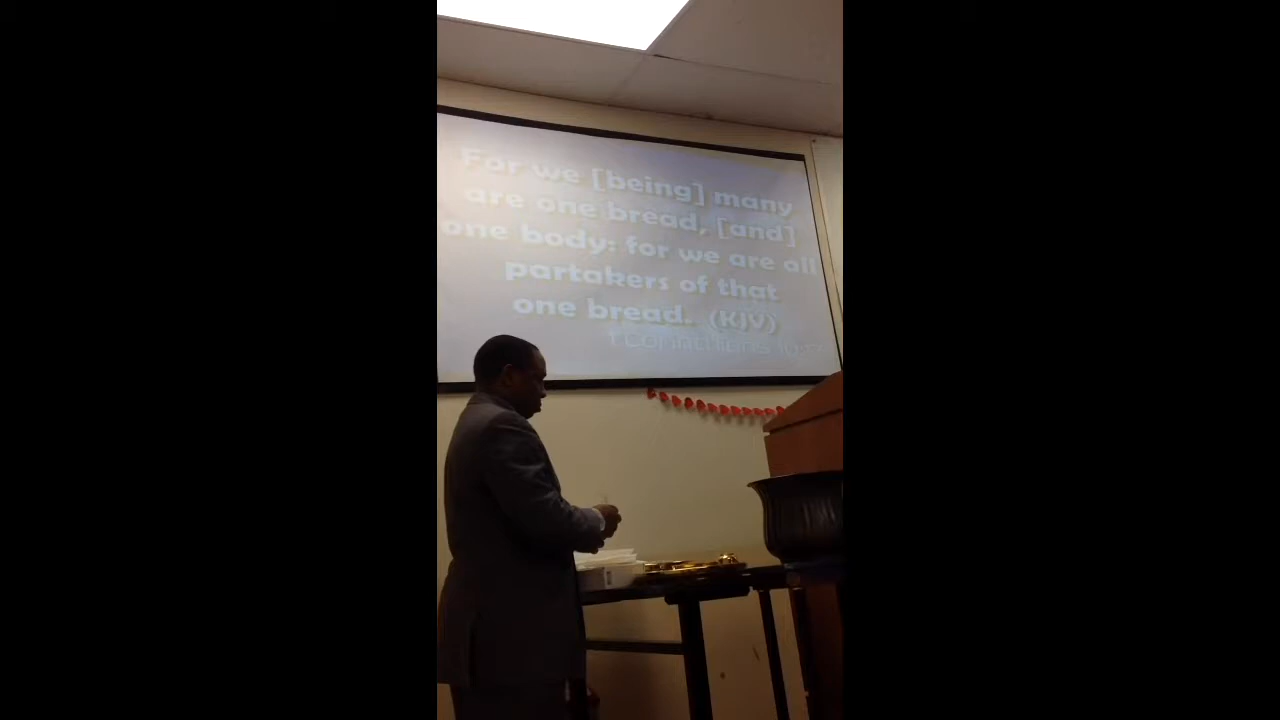 For we [being] many
are one bread, [and]
one body: for we are all
partakers of that
one bread. (KJV)